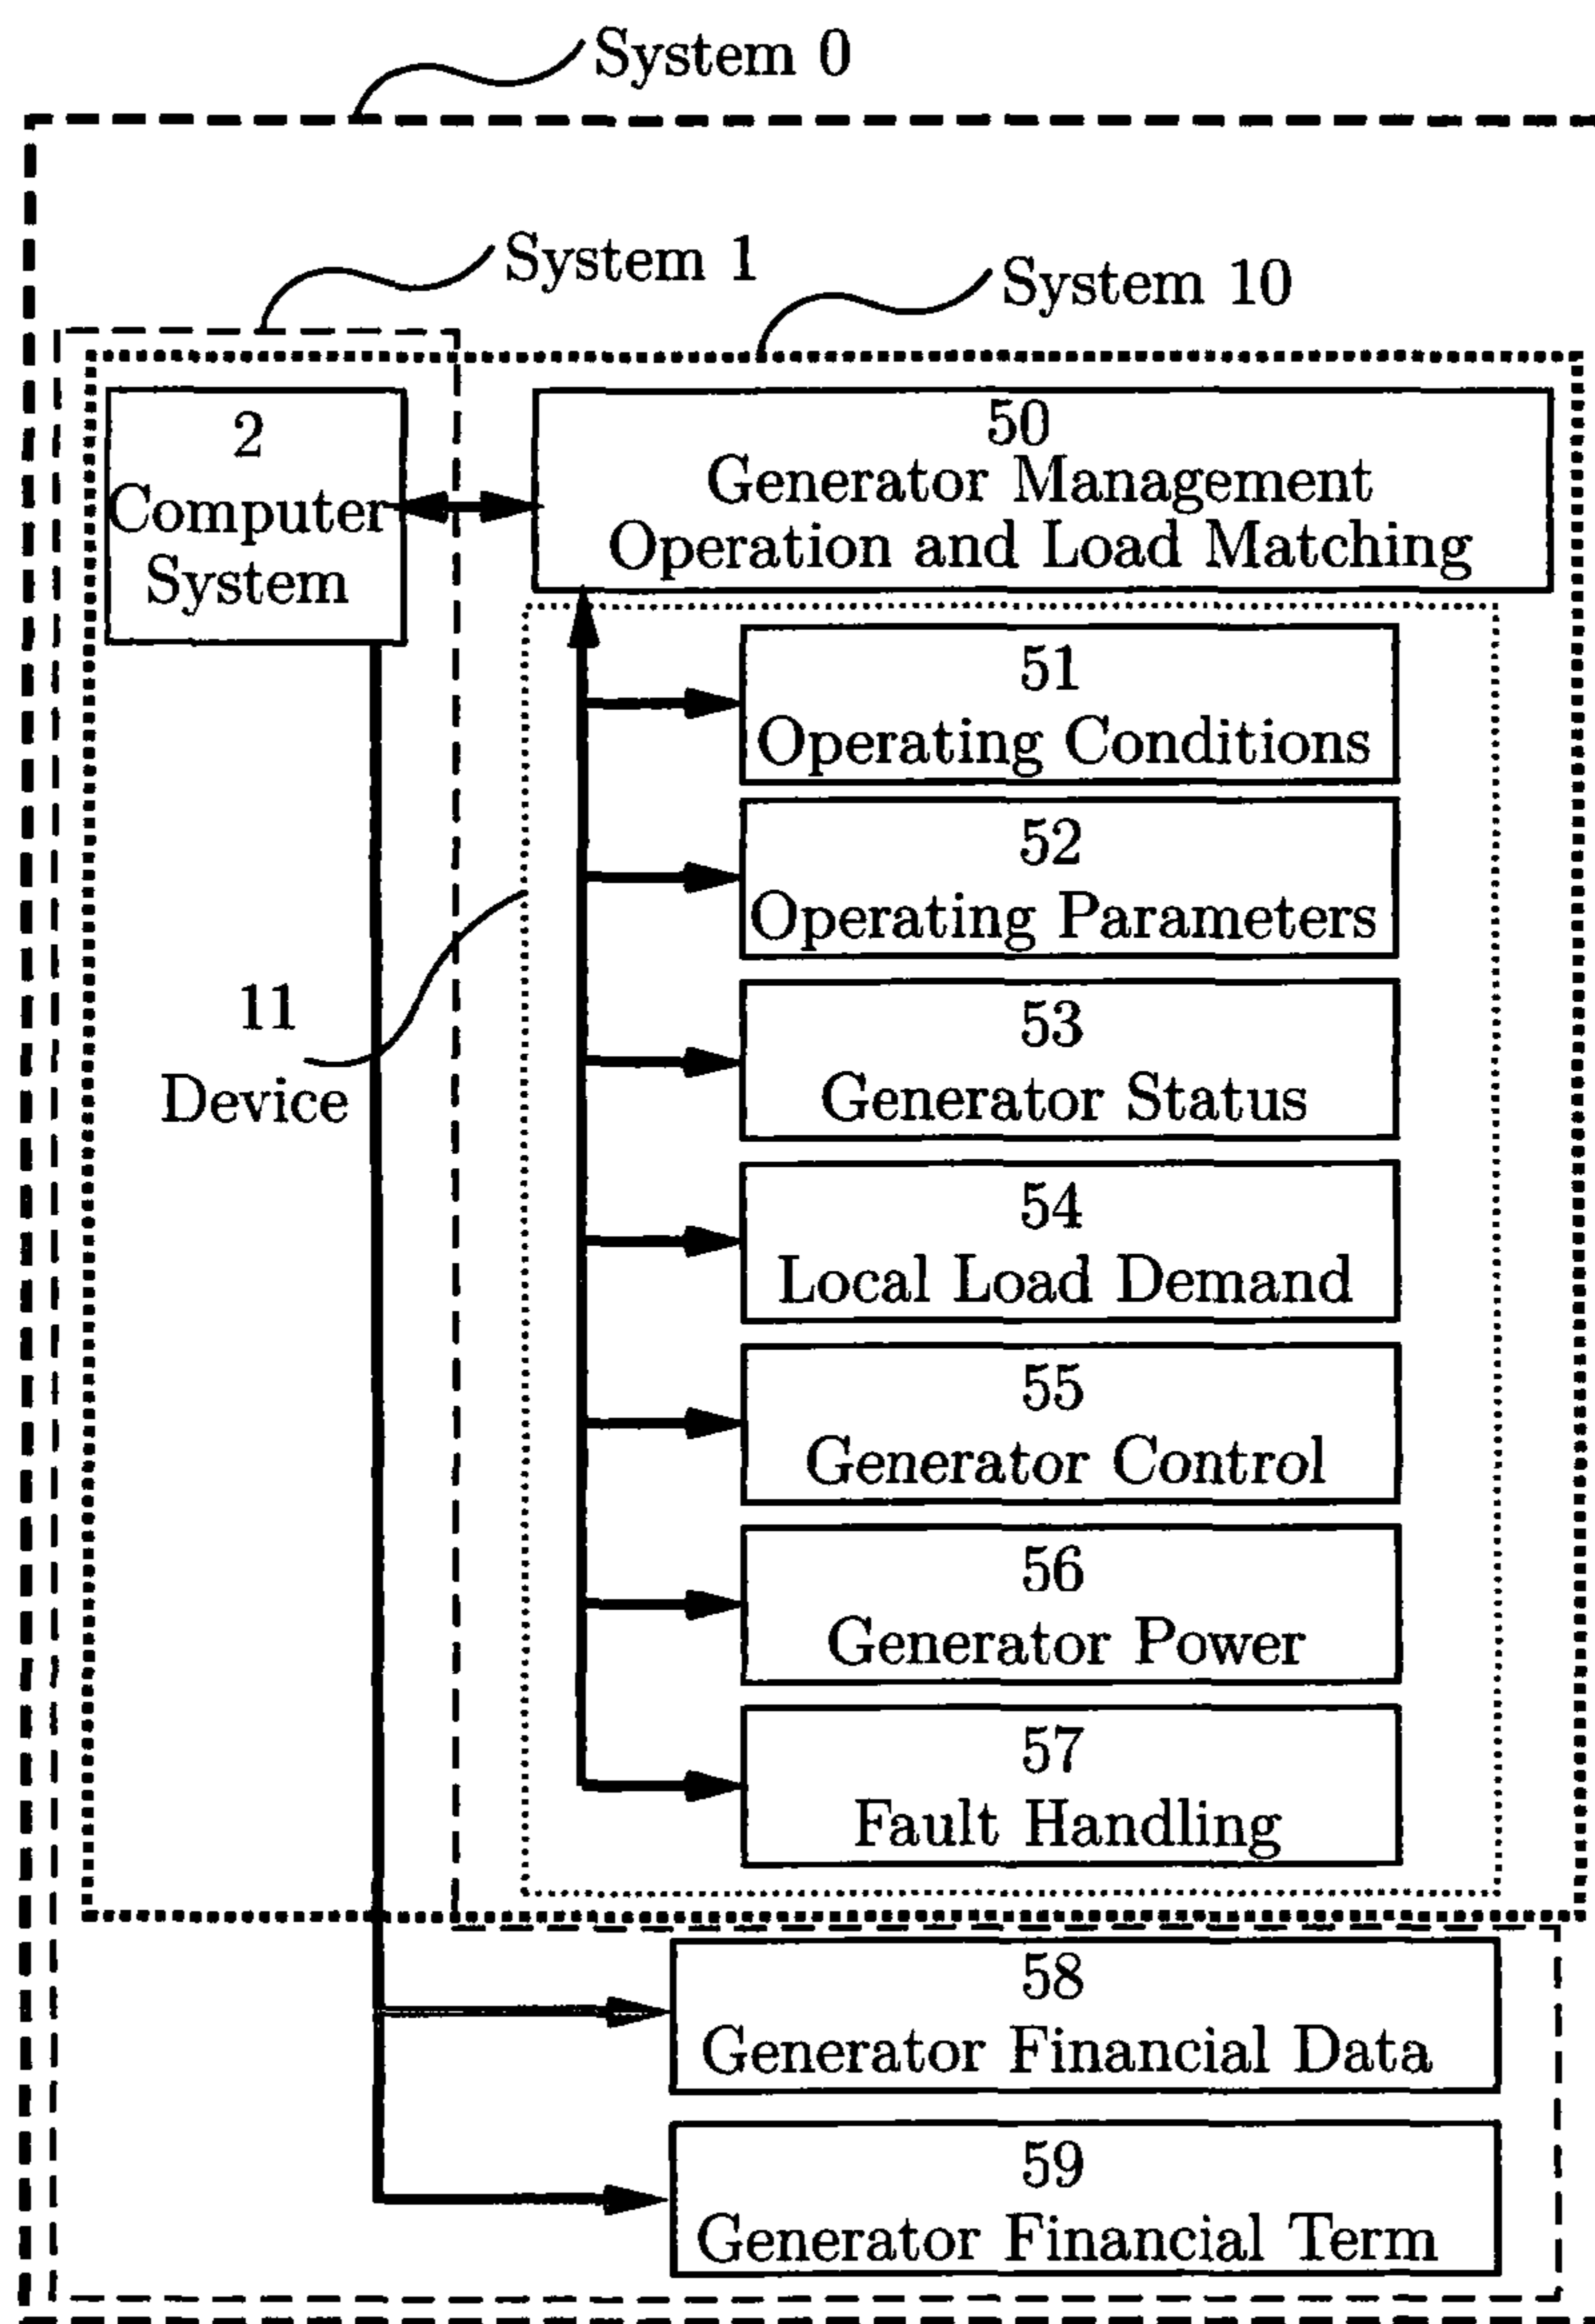 System 0
System 1
System 10
2
Computer
System
50
Generator Management
Operation and Load Matching
51
Operating Conditions
52
Operating Parameters
11
Device
53
Generator Status
54
Local Load Demand
55
Generator Control
56
Generator Power
57
Fault Handling
58
Generator Financial Data
59
Generator Financial Term